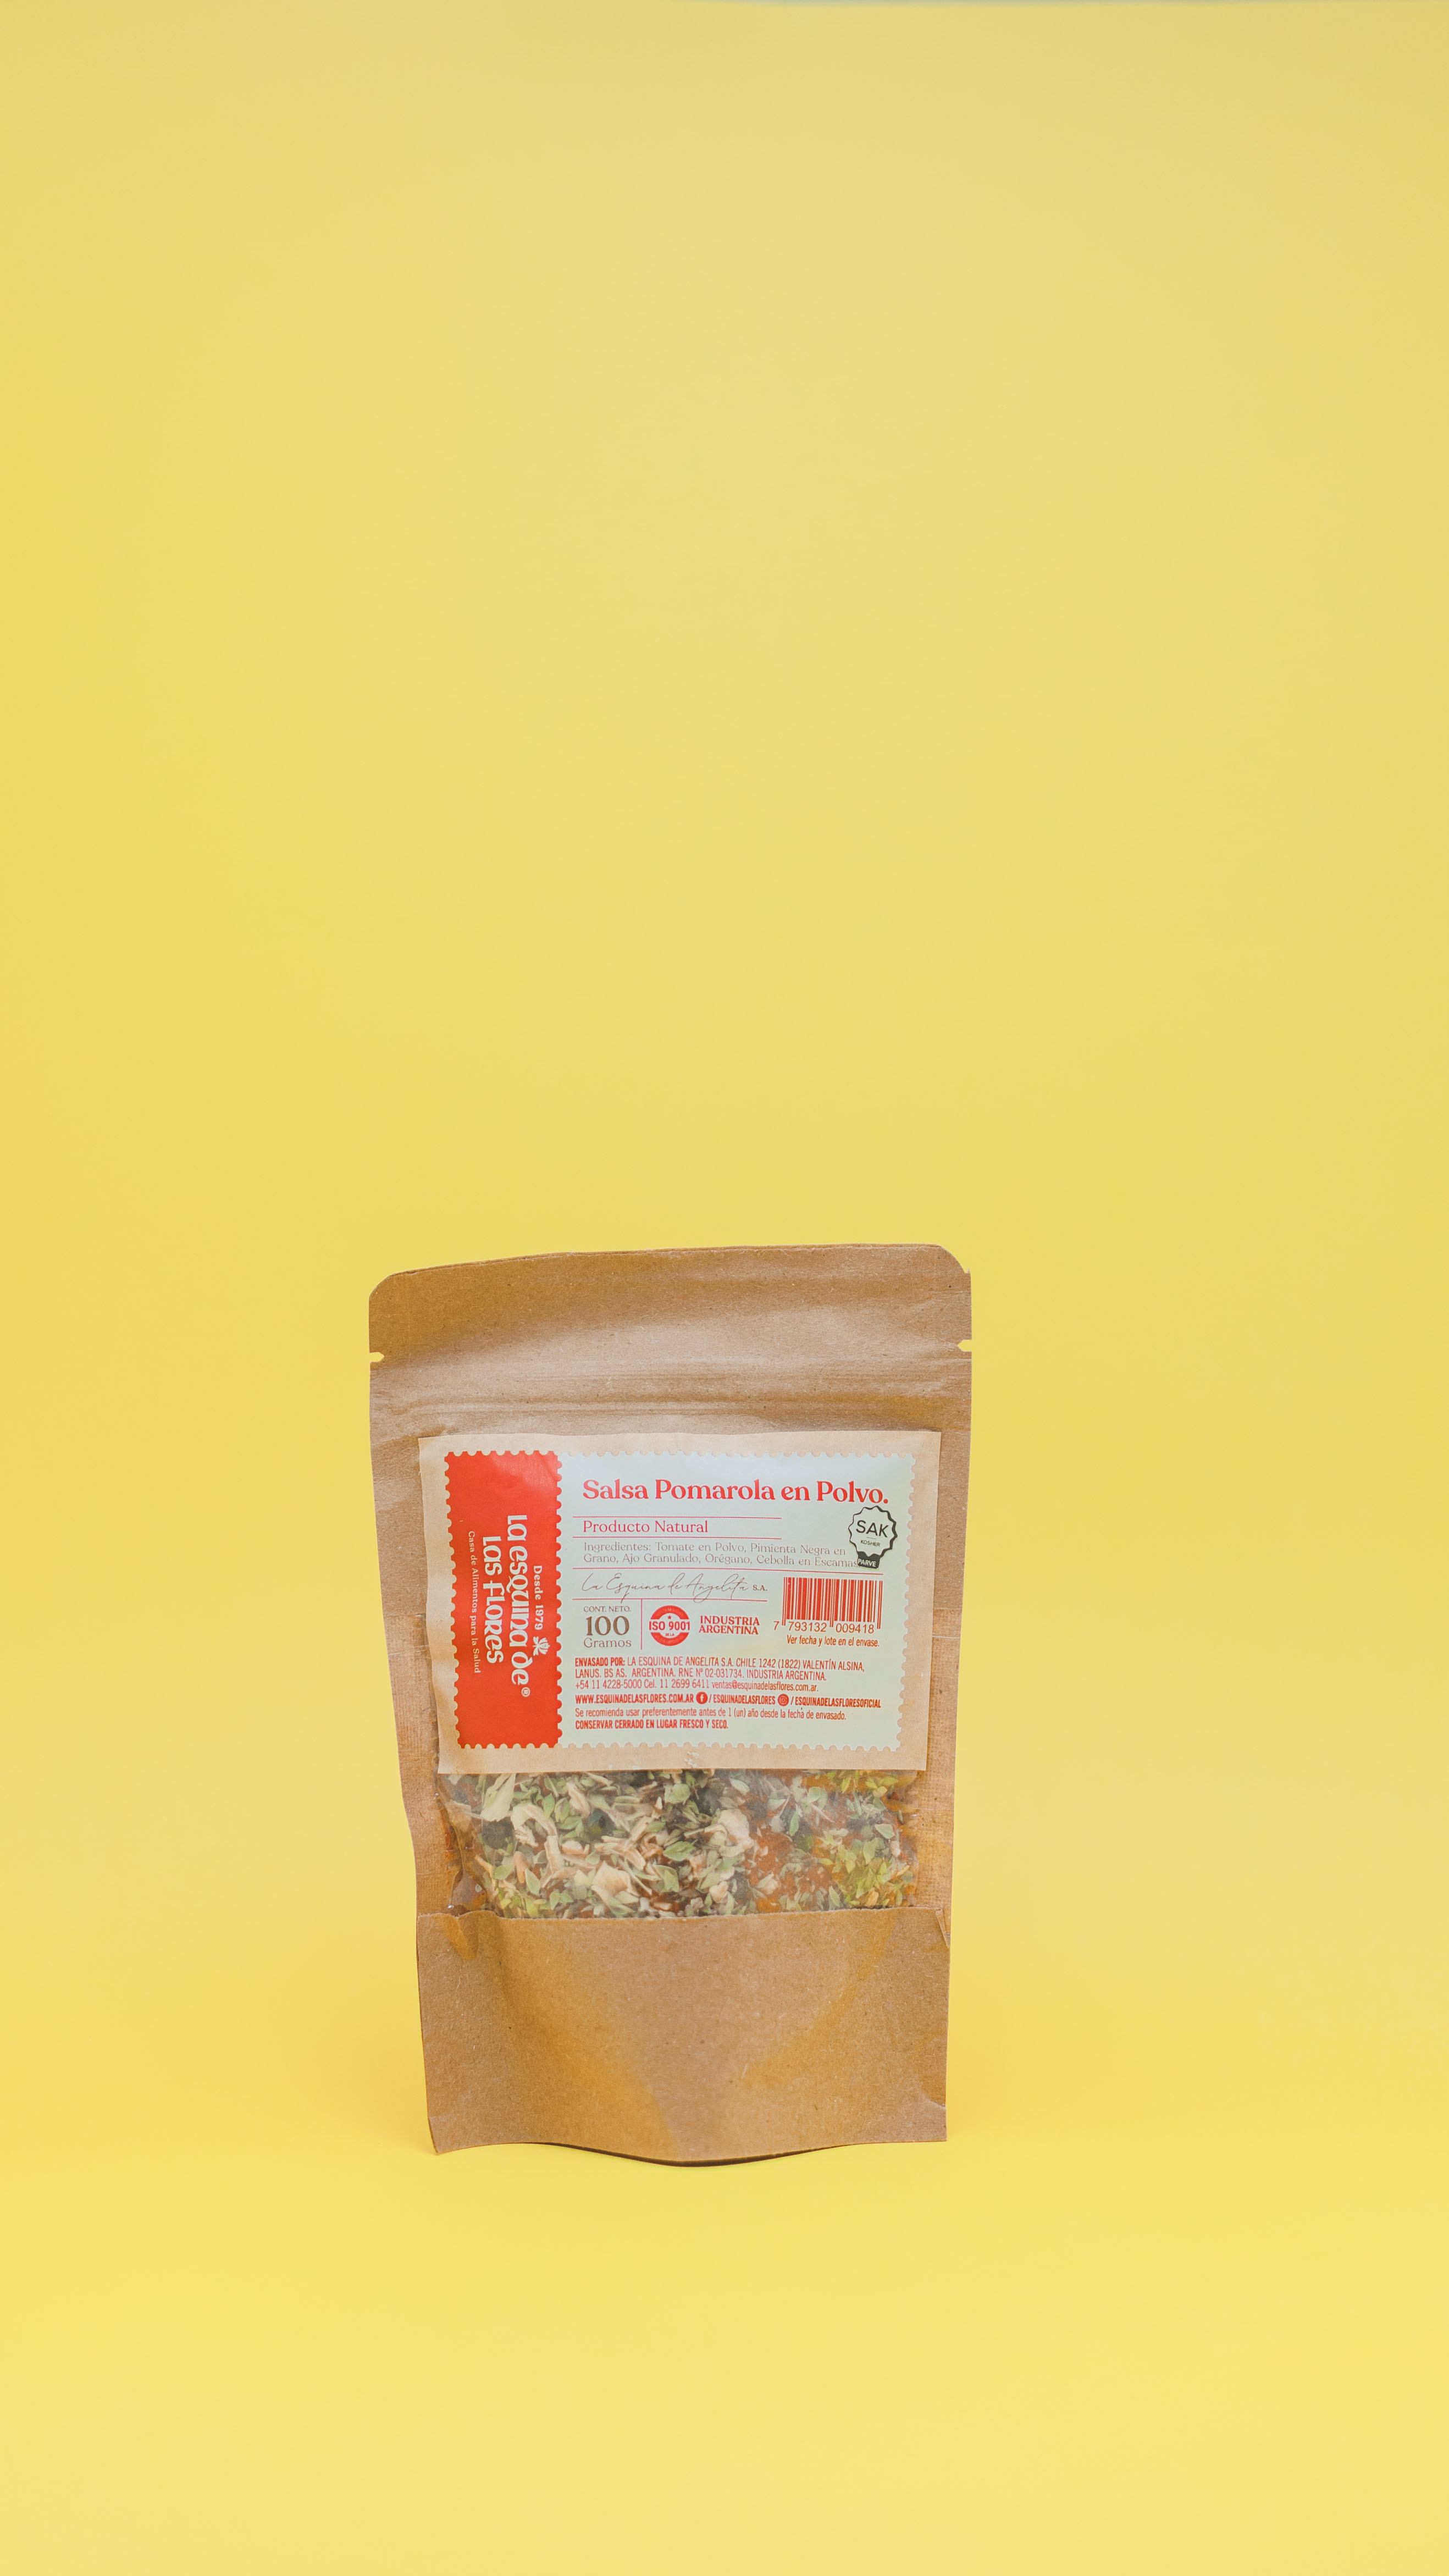 Desde 1979
la esquina de®
las flores
Casa de Alimentos para la Salud
Salsa Pomarola en Polvo.
Producto Natural
Ingredientes: Tomate en Polvo, Pimienta Negra en
Grano, Ajo Granulado, Orégano, Cebolla en Escamas
SAK
KOSHER
PARVE
La Esquina de Angelita S.A.
CONT. NETO.
100
Gramos
ISO 9001
INDUSTRIA
ARGENTINA
7 793132 009418
Ver fecha y lote en el envase.
ENVASADO POR: LA ESQUINA DE ANGELITA S.A. CHILE 1242 (1822) VALENTÍN ALSINA,
LANUS. BS AS. ARGENTINA. RNE Nº 02-031734. INDUSTRIA ARGENTINA.
+54 11 4228-5000 Cel. 11 2699 6411 ventas@esquinadelasflores.com.ar.
WWW.ESQUINADELASFLORES.COM.AR / ESQUINADELASFLORES / ESQUINADELASFLORESOFICIAL
Se recomienda usar preferentemente antes de 1 (un) año desde la fecha de envasado.
CONSERVAR CERRADO EN LUGAR FRESCO Y SECO.